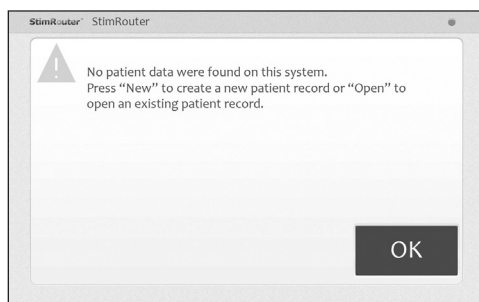 StimRouter™ StimRouter
No patient data were found on this system.
Press “New” to create a new patient record or “Open” to
open an existing patient record.
OK